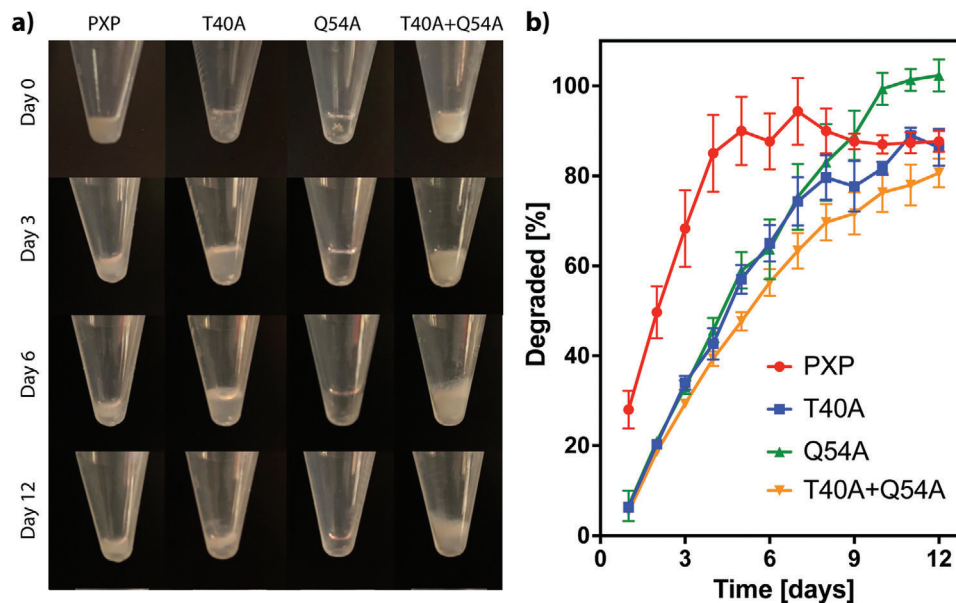 a)
PXP T40A Q54A T40A+Q54A
Day 0
Day 3
Day 6
Day 12
b)
Degraded [%]
100
80
60
40
20
0
0 3 6 9 12
Time [days]
PXP
T40A
Q54A
T40A+Q54A